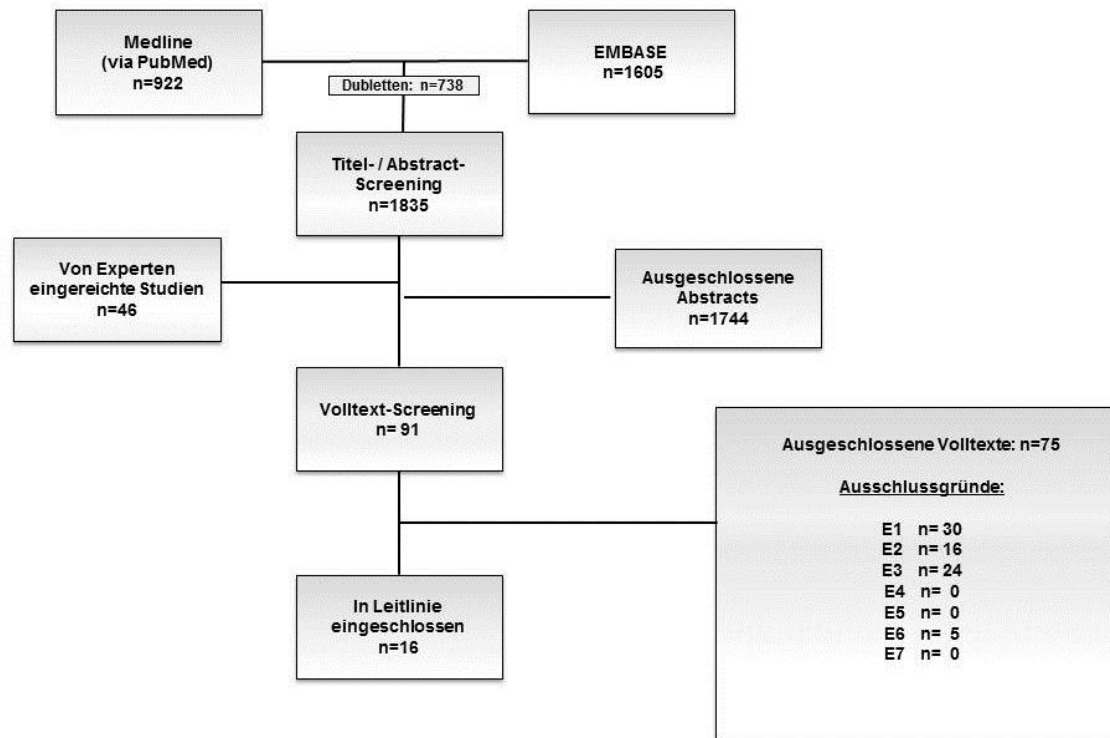 Medline
(via PubMed)
n=922
EMBASE
n=1605
Dubletten: n=738
Titel- / Abstract-
Screening
n=1835
Von Experten
eingereichte Studien
n=46
Ausgeschlossene
Abstracts
n=1744
Volltext-Screening
n= 91
Ausgeschlossene Volltexte: n=75
Ausschlussgründe:
E1 n= 30
E2 n= 16
E3 n= 24
E4 n= 0
E5 n= 0
E6 n= 5
E7 n= 0
In Leitlinie
eingeschlossen
n=16